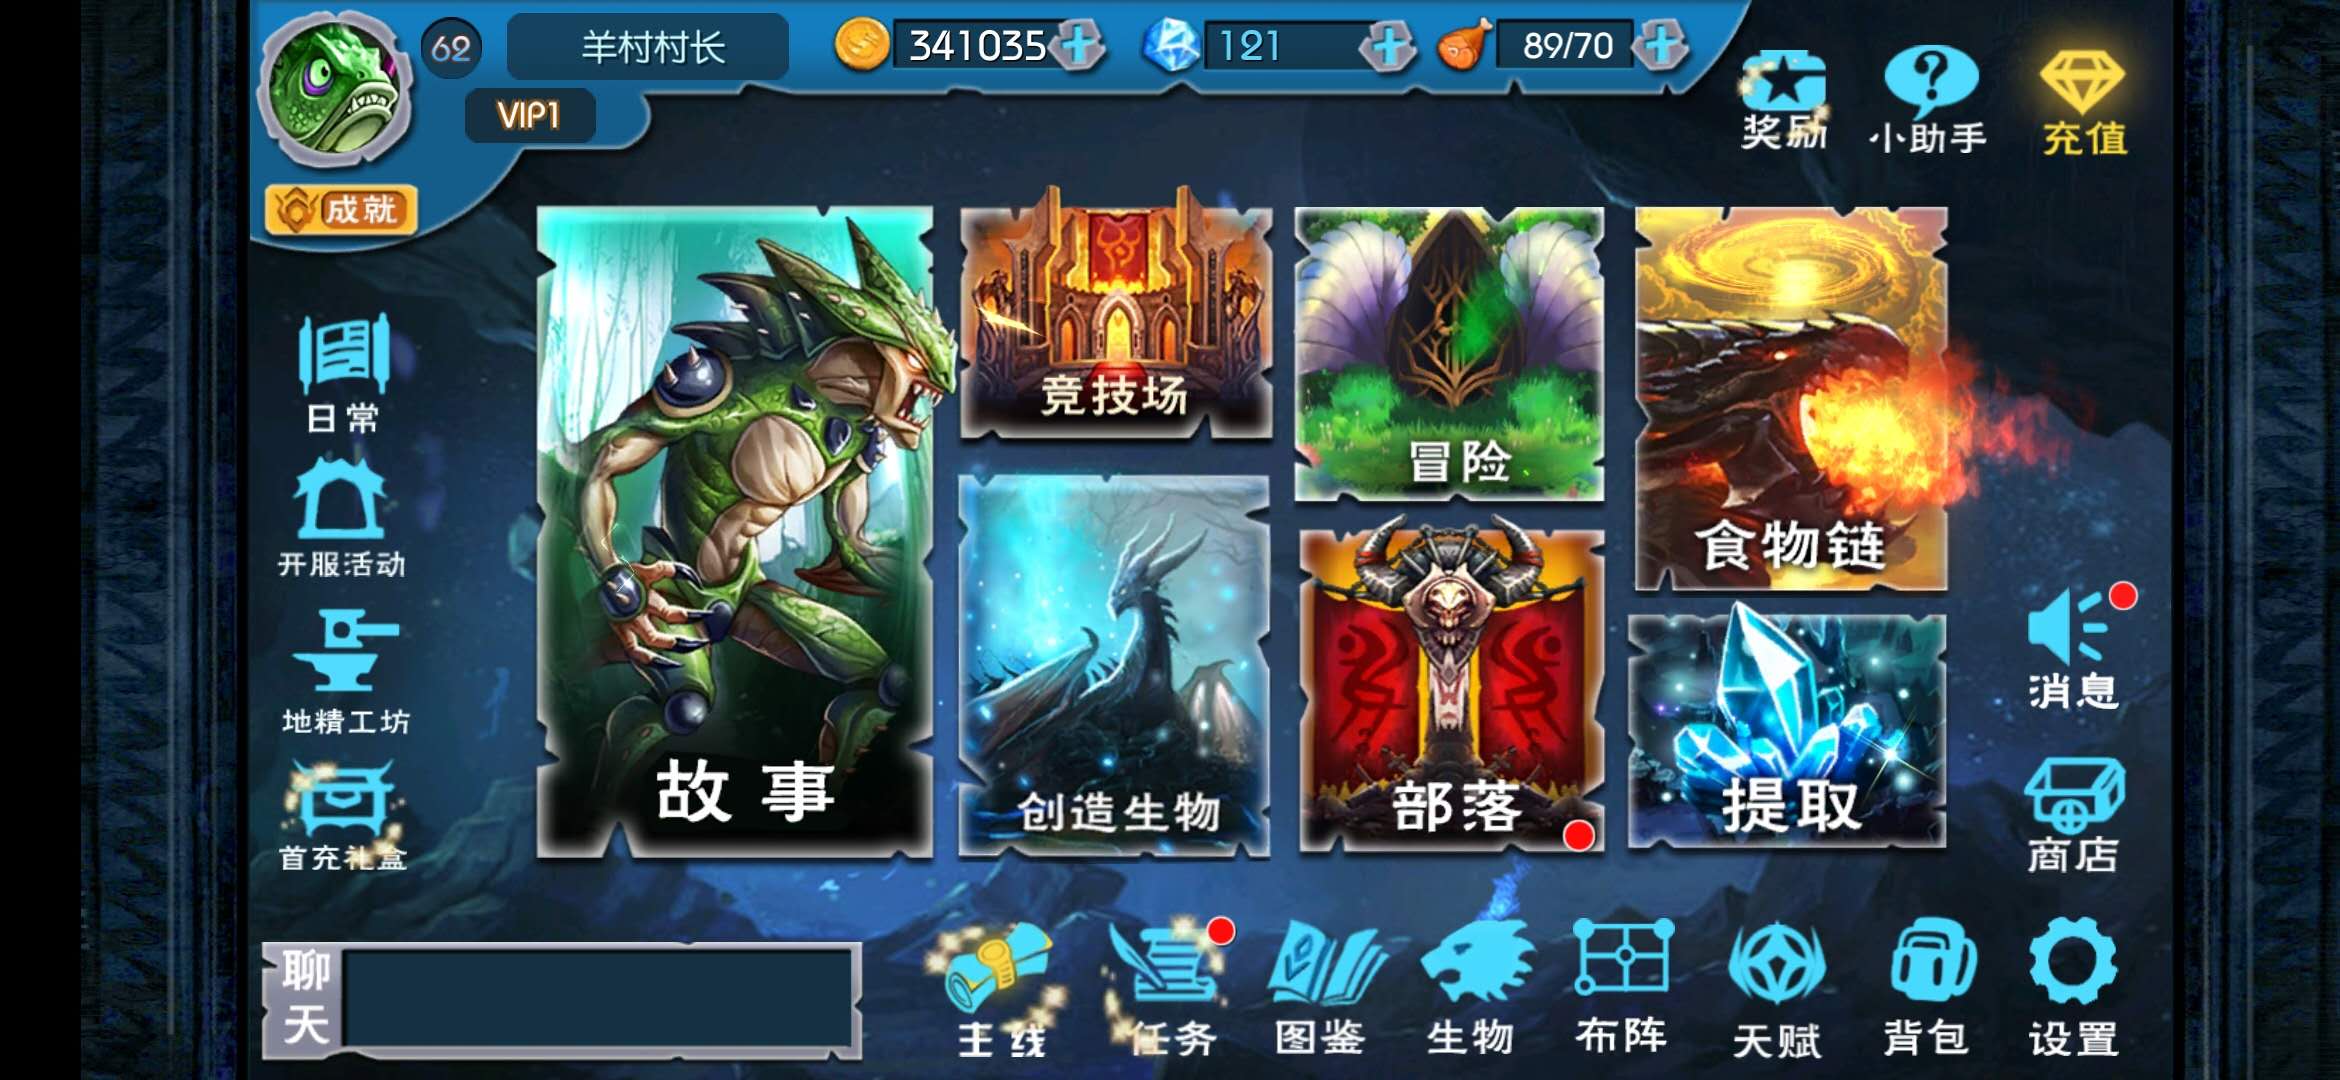 62
羊村村长
341035
121
89/70
VIP1
奖励
小助手
充值
成就
日常
开服活动
地精工坊
首充礼盒
故事
竞技场
冒险
食物链
创造生物
部落
提取
消息
商店
聊天
主线
任务
图鉴
生物
布阵
天赋
背包
设置